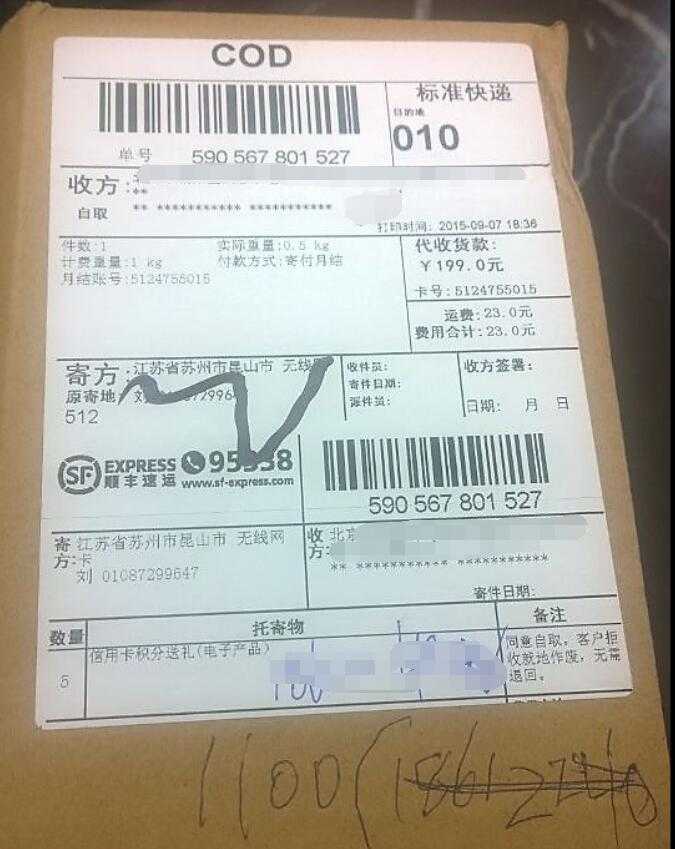 COD
标准快递
目的地
010
单号 590 567 801 527
收方:
**
自取 ** *********** ***********
打印时间: 2015-09-07 18:36
件数:1 实际重量:0.5 kg
计费重量:1 kg 付款方式:寄付月结
月结账号:5124755015
代收货款:
￥199.0元
卡号:5124755015
运费: 23.0元
费用合计: 23.0元
寄方:江苏省苏州市昆山市 无线
原寄地 刘
512
收件员:
寄件日期:
派件员:
收方签署:
日期: 月 日
SF EXPRESS
顺丰速运 www.sf-express.com
590 567 801 527
寄方:江苏省苏州市昆山市 无线网
卡
刘 01087299647
收方: 北京
** *********** ***********
寄件日期:
数量 托寄物 备注
5 信用卡积分送礼(电子产品)
同意自取, 客户拒
收就地作废, 无需
退回。
1100